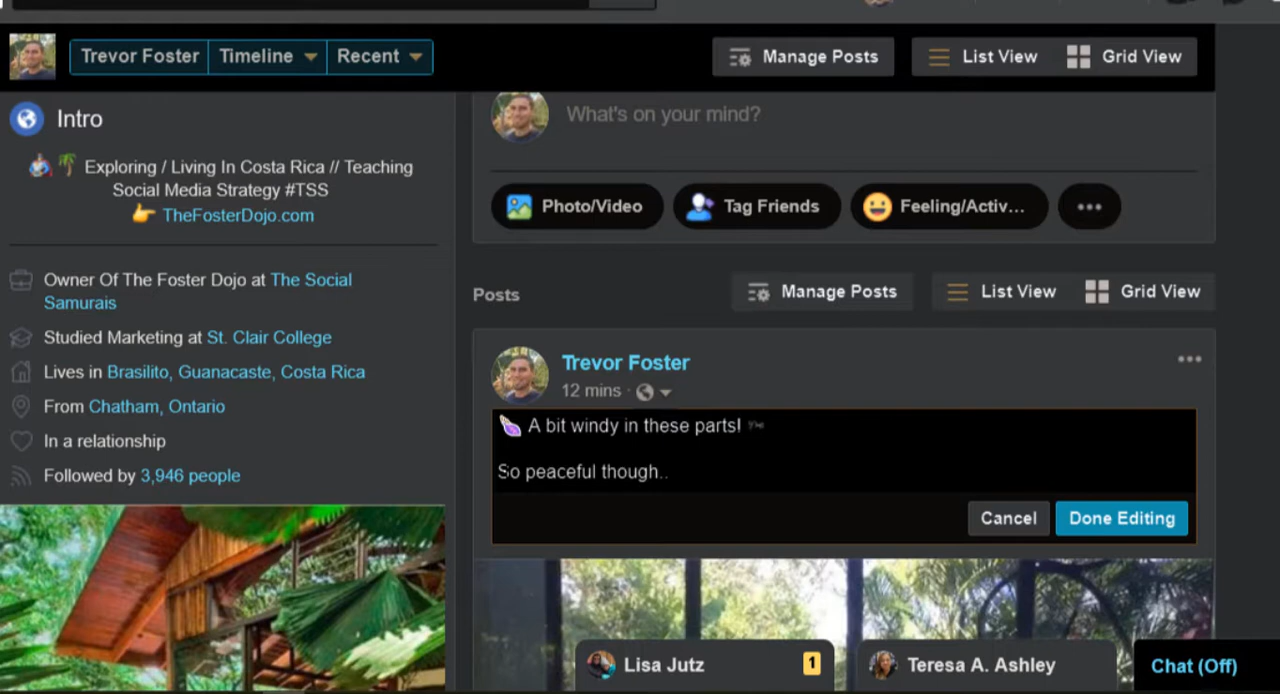 Trevor Foster Timeline Recent
Manage Posts
List View
Grid View
Intro
Exploring / Living In Costa Rica // Teaching
Social Media Strategy #TSS
TheFosterDojo.com
Owner Of The Foster Dojo at The Social
Samurais
Studied Marketing at St. Clair College
Lives in Brasilito, Guanacaste, Costa Rica
From Chatham, Ontario
In a relationship
Followed by 3,946 people
What's on your mind?
Photo/Video
Tag Friends
Feeling/Activ...
Posts
Manage Posts
List View
Grid View
Trevor Foster
12 mins
A bit windy in these parts!
So peaceful though..
Cancel
Done Editing
Lisa Jutz 1
Teresa A. Ashley
Chat (Off)